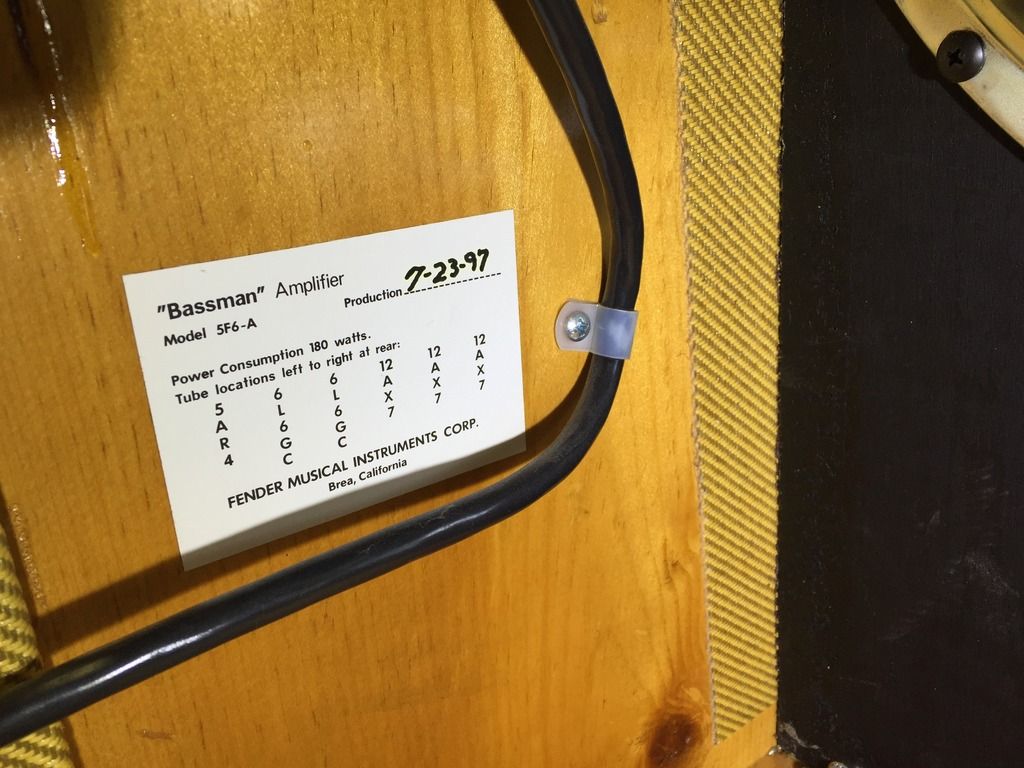 "Bassman" Amplifier
Production 7-23-97
Model 5F6-A
Power Consumption 180 watts.
Tube locations left to right at rear:
5 6 6 12 12 12
A L L A A A
R 6 6 X X X
4 G G 7 7 7
C C
FENDER MUSICAL INSTRUMENTS CORP.
Brea, California